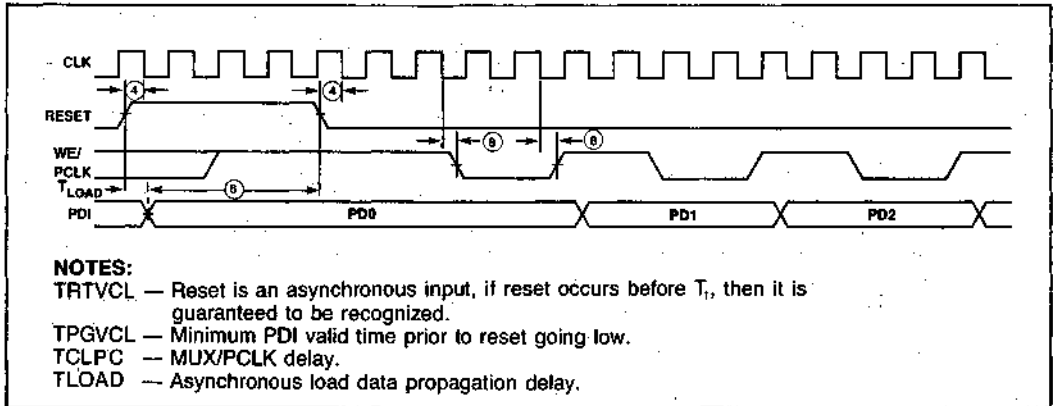 CLK
④ ④
RESET
⑧ ⑧
WE/
PCLK
TLOAD
⑥
PDI PD0 PD1 PD2
NOTES:
TRTVCL — Reset is an asynchronous input, if reset occurs before T₁, then it is
guaranteed to be recognized.
TPGVCL — Minimum PDI valid time prior to reset going low.
TCLPC — MUX/PCLK delay.
TLOAD — Asynchronous load data propagation delay.